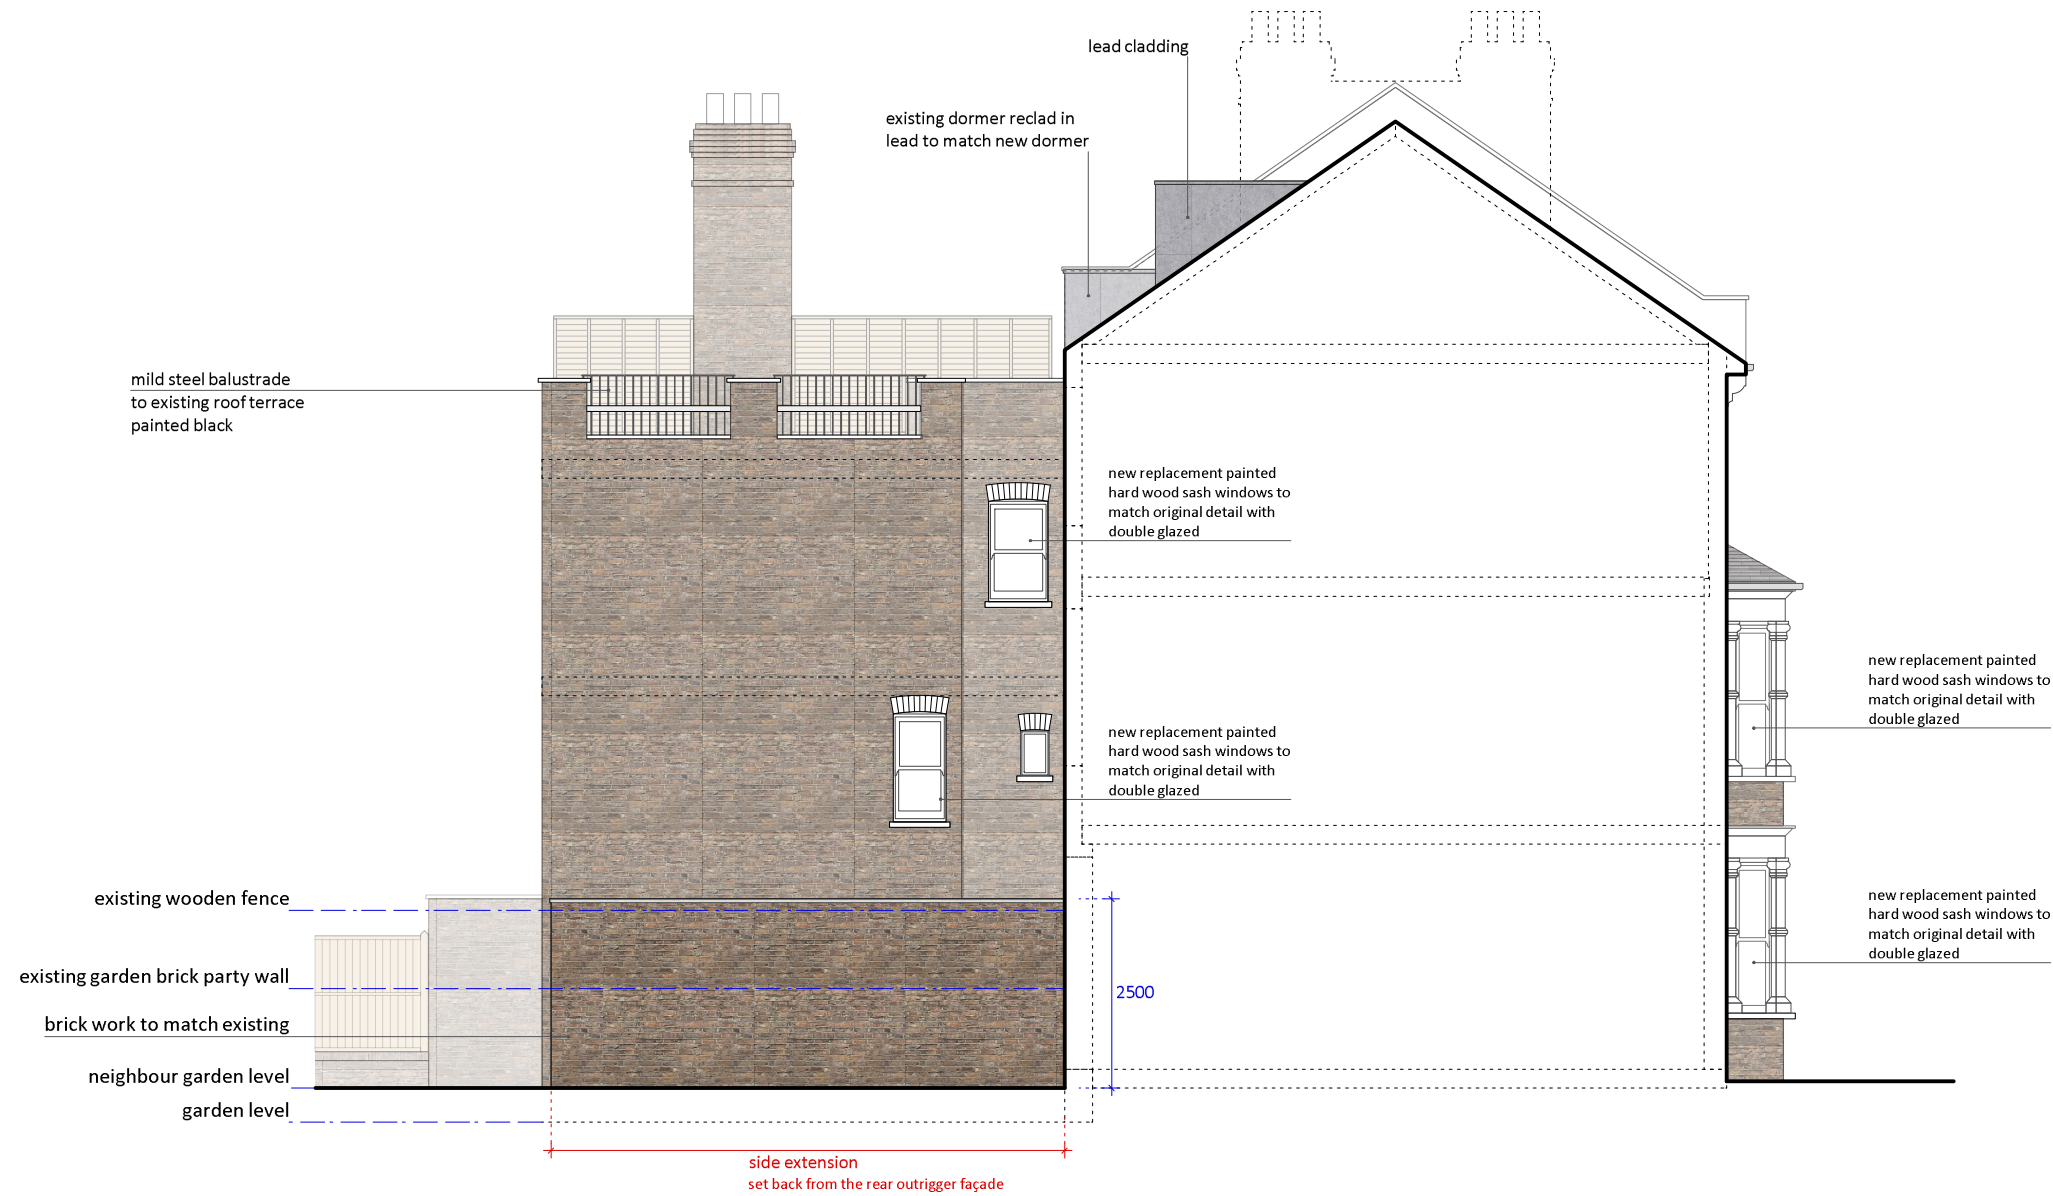 lead cladding
existing dormer reclad in
lead to match new dormer
mild steel balustrade
to existing roof terrace
painted black
new replacement painted
hard wood sash windows to
match original detail with
double glazed
new replacement painted
hard wood sash windows to
match original detail with
double glazed
new replacement painted
hard wood sash windows to
match original detail with
double glazed
new replacement painted
hard wood sash windows to
match original detail with
double glazed
existing wooden fence
existing garden brick party wall
2500
brick work to match existing
neighbour garden level
garden level
side extension
set back from the rear outrigger façade